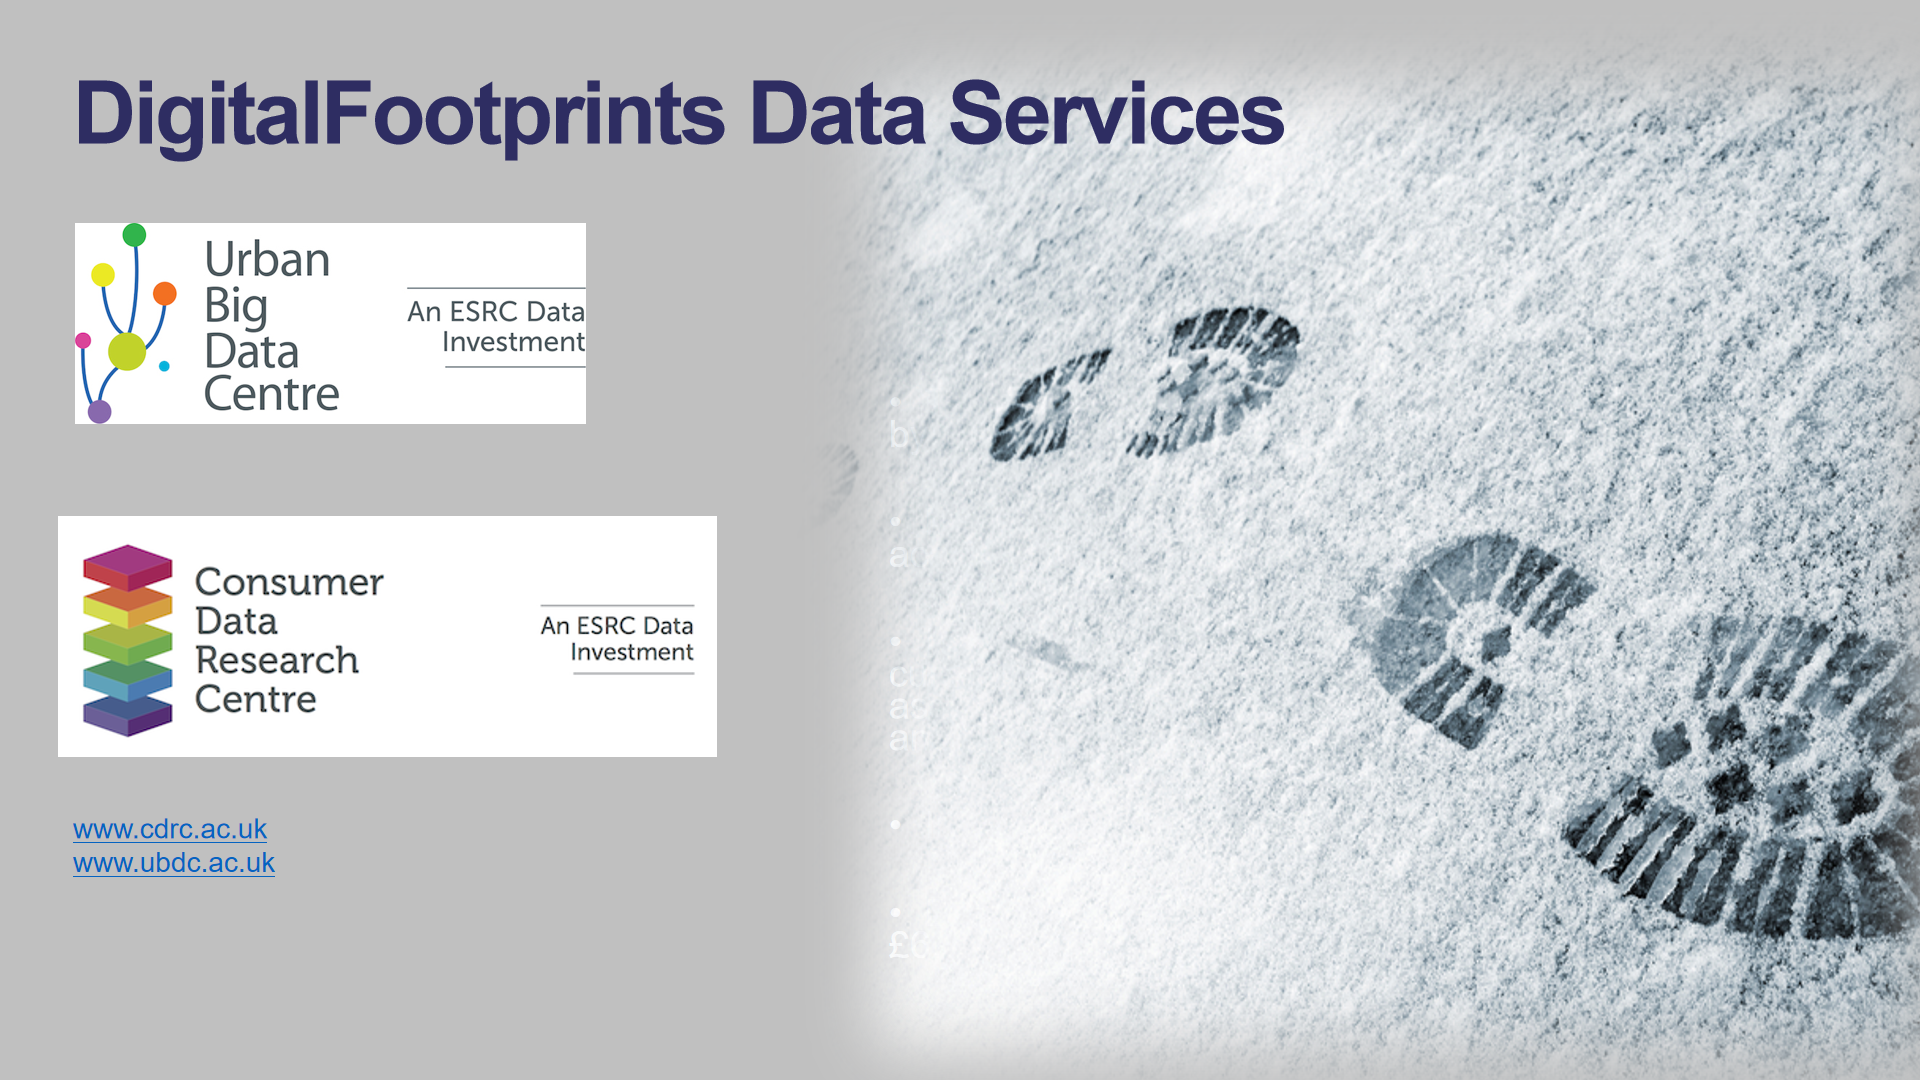 DigitalFootprints Data Services
Urban
Big
Data
Centre
An ESRC Data
Investment
Consumer
Data
Research
Centre
An ESRC Data
Investment
www.cdrc.ac.uk
www.ubdc.ac.uk